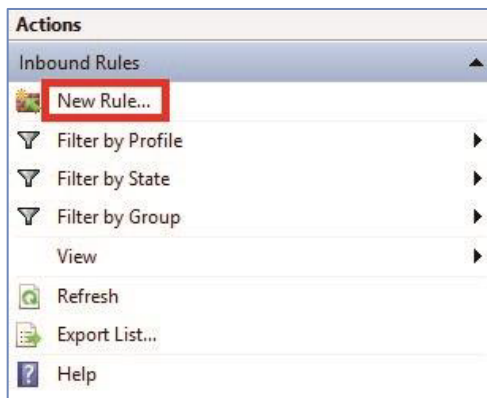 Actions
Inbound Rules
New Rule...
Filter by Profile
Filter by State
Filter by Group
View
Refresh
Export List...
Help